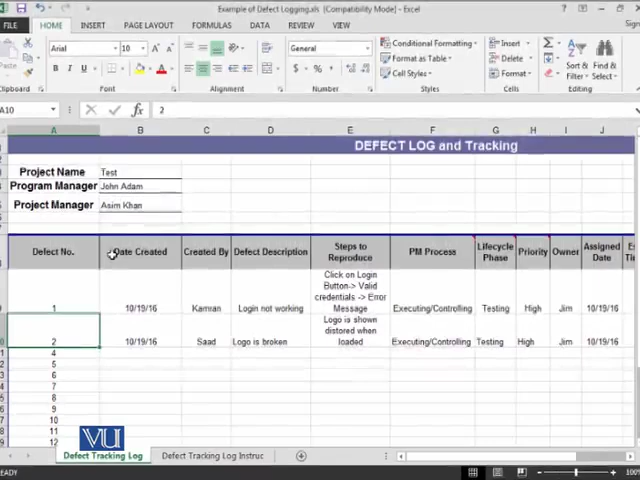 Example of Defect Logging.xls [Compatibility Mode] - Excel
FILE HOME INSERT PAGE LAYOUT FORMULAS DATA REVIEW VIEW
Arial 10 General Conditional Formatting Insert
Format as Table Delete
Cell Styles Format Sort & Filter Find & Select
Clipboard Font Alignment Number Styles Cells Editing
A10 2
A B C D E F G H I J
DEFECT LOG and Tracking
Project Name Test
Program Manager John Adam
Project Manager Asim Khan
Defect No. Date Created Created By Defect Description Steps to Reproduce PM Process Lifecycle Phase Priority Owner Assigned Date
1 10/19/16 Kamran Login not working Click on Login Button-> Valid credentials -> Error Message Executing/Controlling Testing High Jim 10/19/16
2 10/19/16 Saad Logo is broken Logo is shown distored when loaded Executing/Controlling Testing High Jim 10/19/16
4
5
6
7
8
9
10
11
12
VU
Defect Tracking Log Defect Tracking Log Instruc
READY